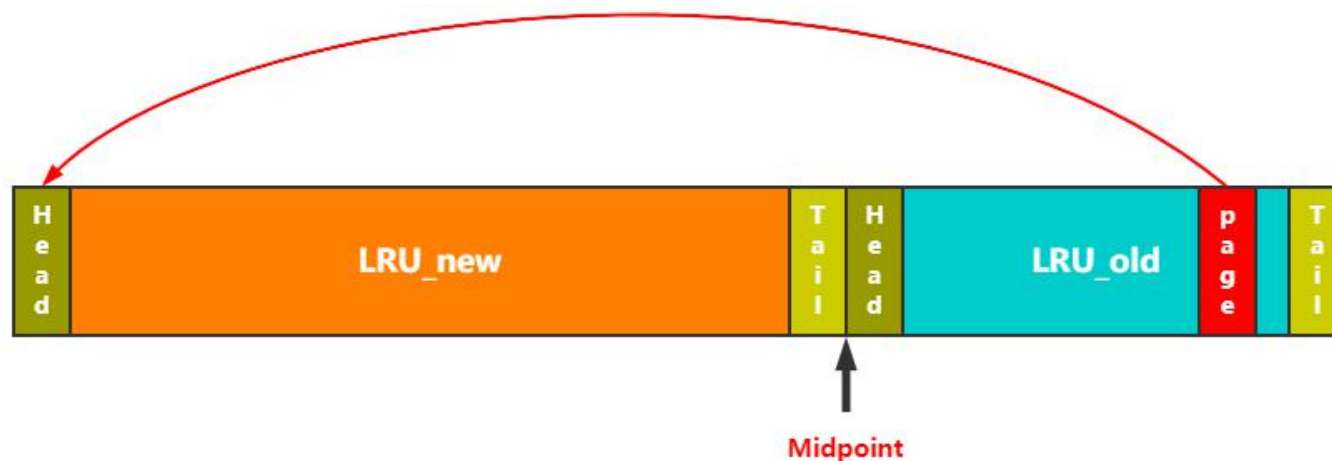 Head
LRU_new
Tail
Head
LRU_old
page
Tail
Midpoint